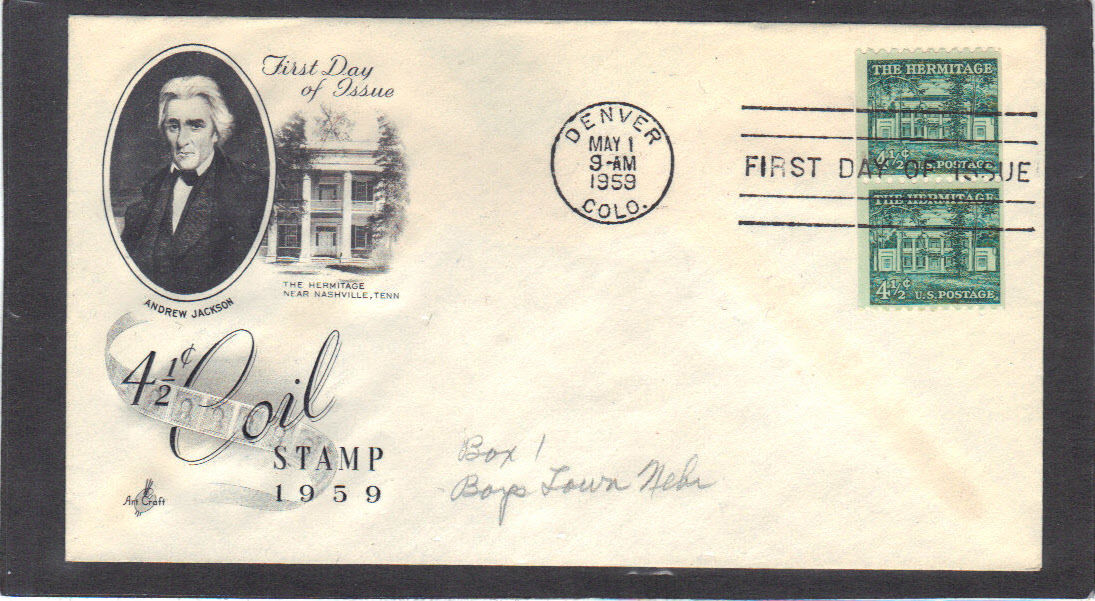 First Day
of Issue
THE HERMITAGE
NEAR NASHVILLE, TENN
ANDREW JACKSON
4½¢ Coil
STAMP
1959
Art Craft
DENVER
MAY 1
9-AM
1959
COLO.
FIRST DAY OF ISSUE
THE HERMITAGE
4½¢ U.S. POSTAGE
THE HERMITAGE
4½¢ U.S. POSTAGE
Box 1
Boys Town Nebr